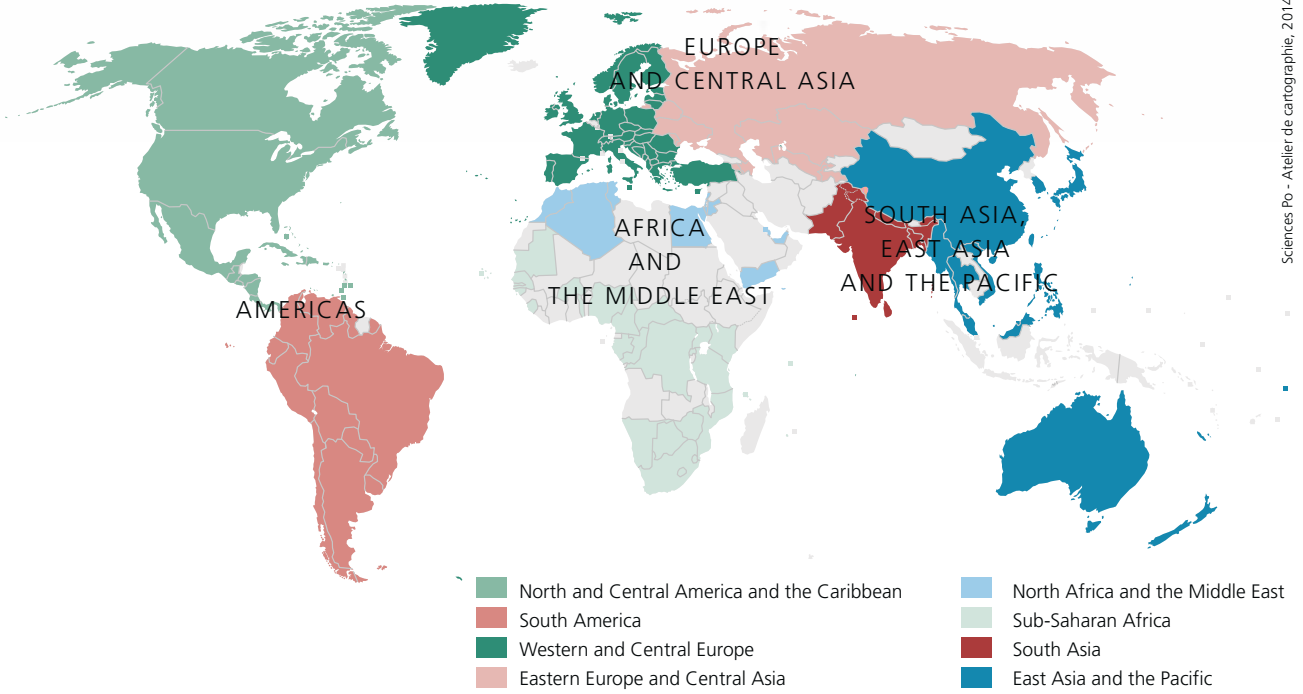 EUROPE
AND CENTRAL ASIA
Sciences Po - Atelier de cartographie, 2014
AFRICA
AND
THE MIDDLE EAST
SOUTH ASIA,
EAST ASIA
AND THE PACIFIC
AMERICAS
North and Central America and the Caribbean
South America
Western and Central Europe
Eastern Europe and Central Asia
North Africa and the Middle East
Sub-Saharan Africa
South Asia
East Asia and the Pacific